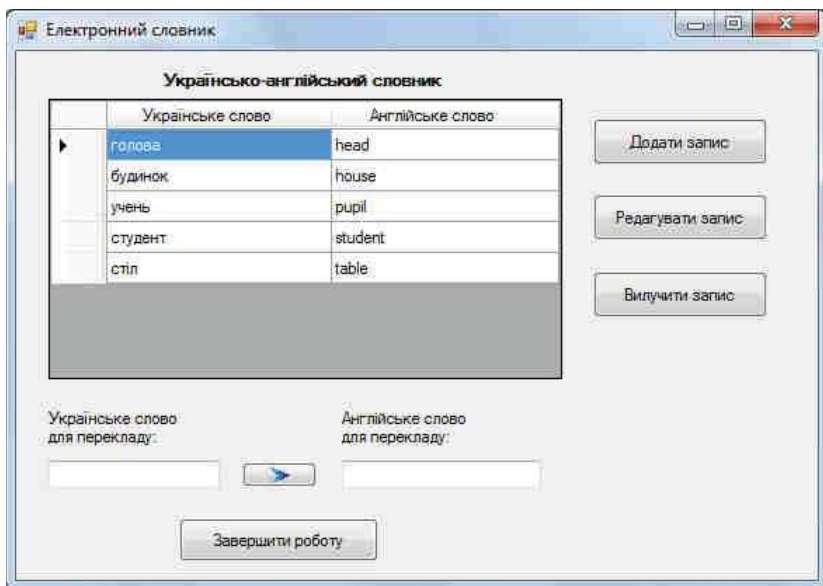 Електронний словник
Українсько-англійський словник
Українське слово Англійське слово
голова head
будинок house
учень pupil
студент student
стіл table
Додати запис
Редагувати запис
Вилучити запис
Українське слово
для перекладу:
Англійське слово
для перекладу:
Завершити роботу